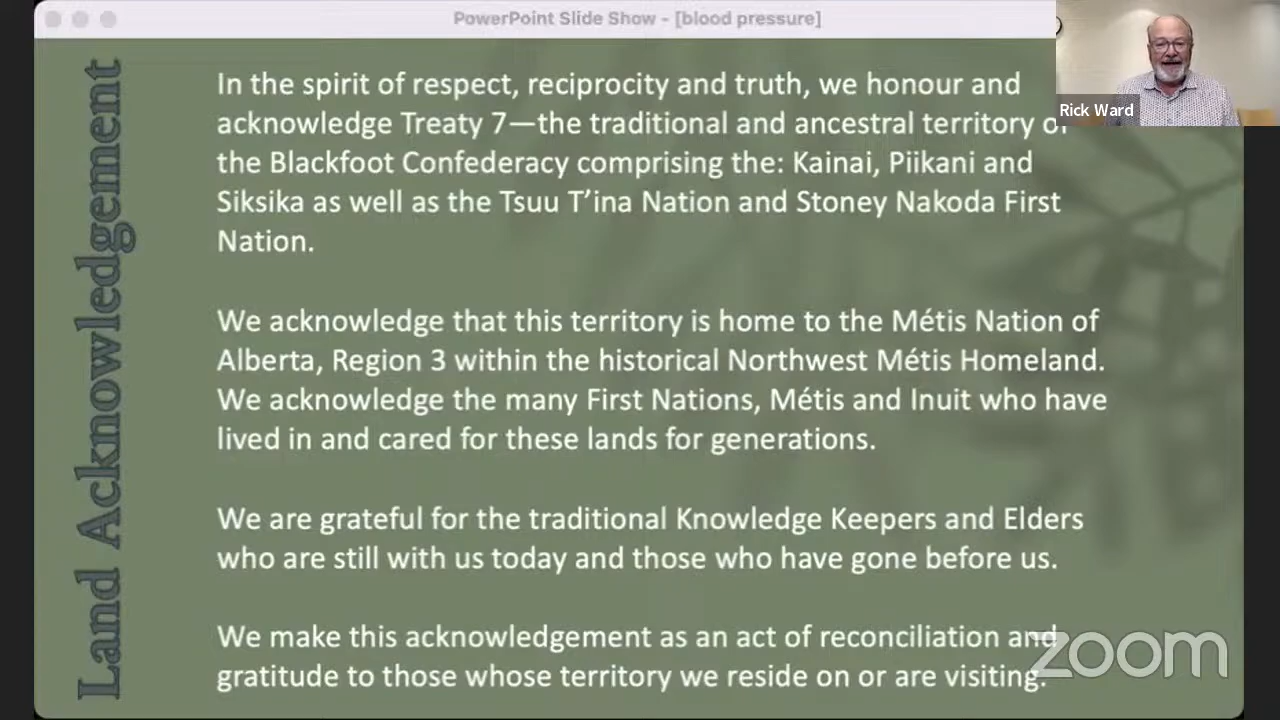 PowerPoint Slide Show - [blood pressure]
Rick Ward
Land Acknowledgement
In the spirit of respect, reciprocity and truth, we honour and
acknowledge Treaty 7—the traditional and ancestral territory of
the Blackfoot Confederacy comprising the: Kainai, Piikani and
Siksika as well as the Tsuu T’ina Nation and Stoney Nakoda First
Nation.
We acknowledge that this territory is home to the Métis Nation of
Alberta, Region 3 within the historical Northwest Métis Homeland.
We acknowledge the many First Nations, Métis and Inuit who have
lived in and cared for these lands for generations.
We are grateful for the traditional Knowledge Keepers and Elders
who are still with us today and those who have gone before us.
We make this acknowledgement as an act of reconciliation and
gratitude to those whose territory we reside on or are visiting.
zoom